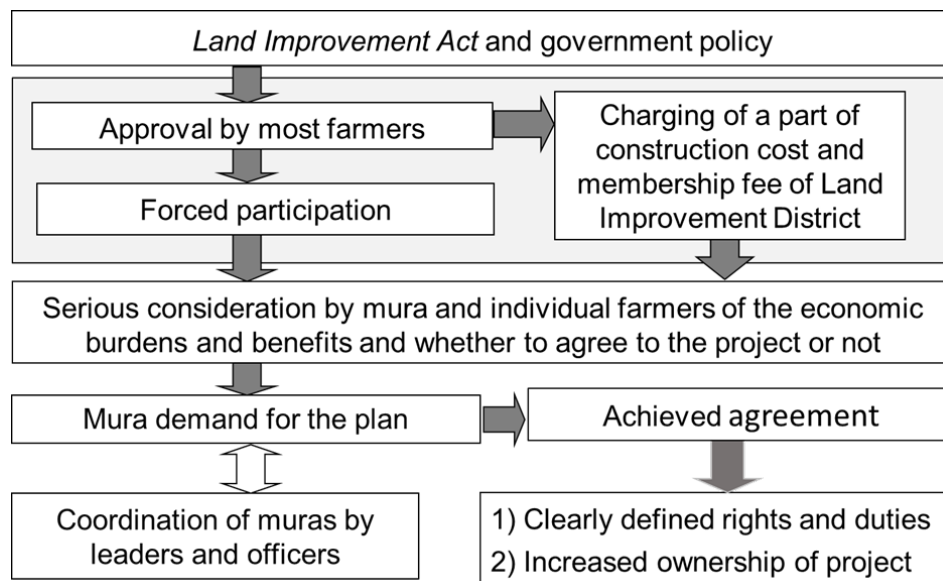 Land Improvement Act and government policy
Approval by most farmers
Charging of a part of
construction cost and
membership fee of Land
Improvement District
Forced participation
Serious consideration by mura and individual farmers of the economic
burdens and benefits and whether to agree to the project or not
Mura demand for the plan
Achieved agreement
Coordination of muras by
leaders and officers
1) Clearly defined rights and duties
2) Increased ownership of project